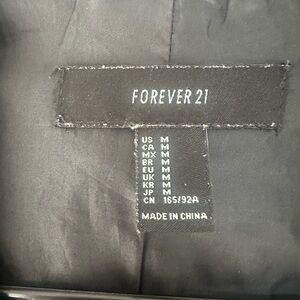 FOREVER 21
US M
CA M
MX M
BR M
EU M
UK M
KR M
JP M
CN 165/92A
MADE IN CHINA